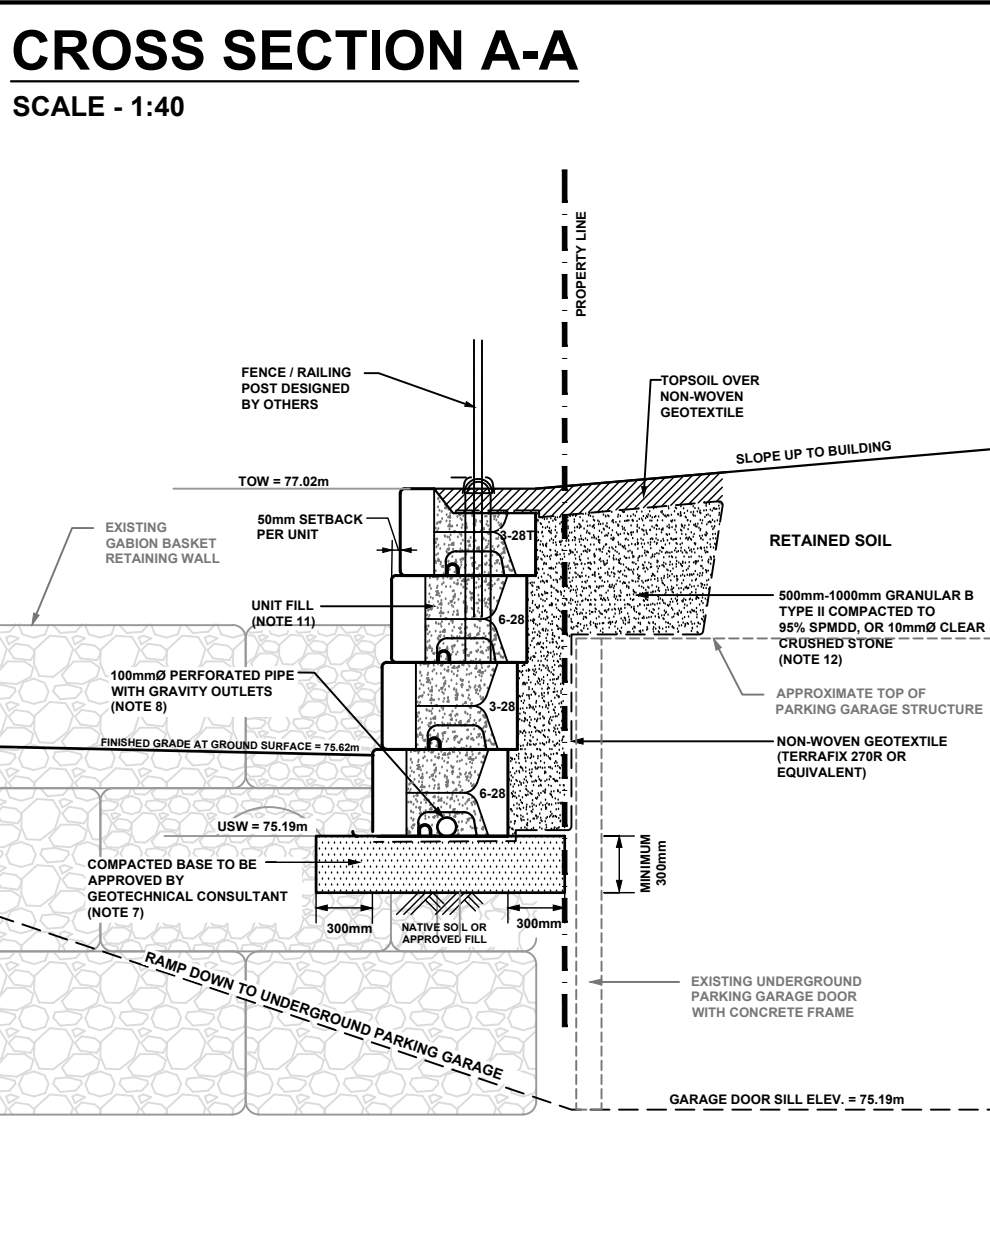 CROSS SECTION A-A
SCALE - 1:40
PROPERTY LINE
FENCE / RAILING
POST DESIGNED
BY OTHERS
TOPSOIL OVER
NON-WOVEN
GEOTEXTILE
SLOPE UP TO BUILDING
TOW = 77.02m
50mm SETBACK
PER UNIT
EXISTING
GABION BASKET
RETAINING WALL
3-28T
RETAINED SOIL
UNIT FILL
(NOTE 11)
6-28
500mm-1000mm GRANULAR B
TYPE II COMPACTED TO
95% SPMDD, OR 10mmØ CLEAR
CRUSHED STONE
(NOTE 12)
100mmØ PERFORATED PIPE
WITH GRAVITY OUTLETS
(NOTE 8)
3-28
APPROXIMATE TOP OF
PARKING GARAGE STRUCTURE
FINISHED GRADE AT GROUND SURFACE = 75.62m
NON-WOVEN GEOTEXTILE
(TERRAFIX 270R OR
EQUIVALENT)
6-28
USW = 75.19m
MINIMUM
300mm
COMPACTED BASE TO BE
APPROVED BY
GEOTECHNICAL CONSULTANT
(NOTE 7)
300mm
NATIVE SOIL OR
APPROVED FILL
300mm
RAMP DOWN TO UNDERGROUND PARKING GARAGE
EXISTING UNDERGROUND
PARKING GARAGE DOOR
WITH CONCRETE FRAME
GARAGE DOOR SILL ELEV. = 75.19m